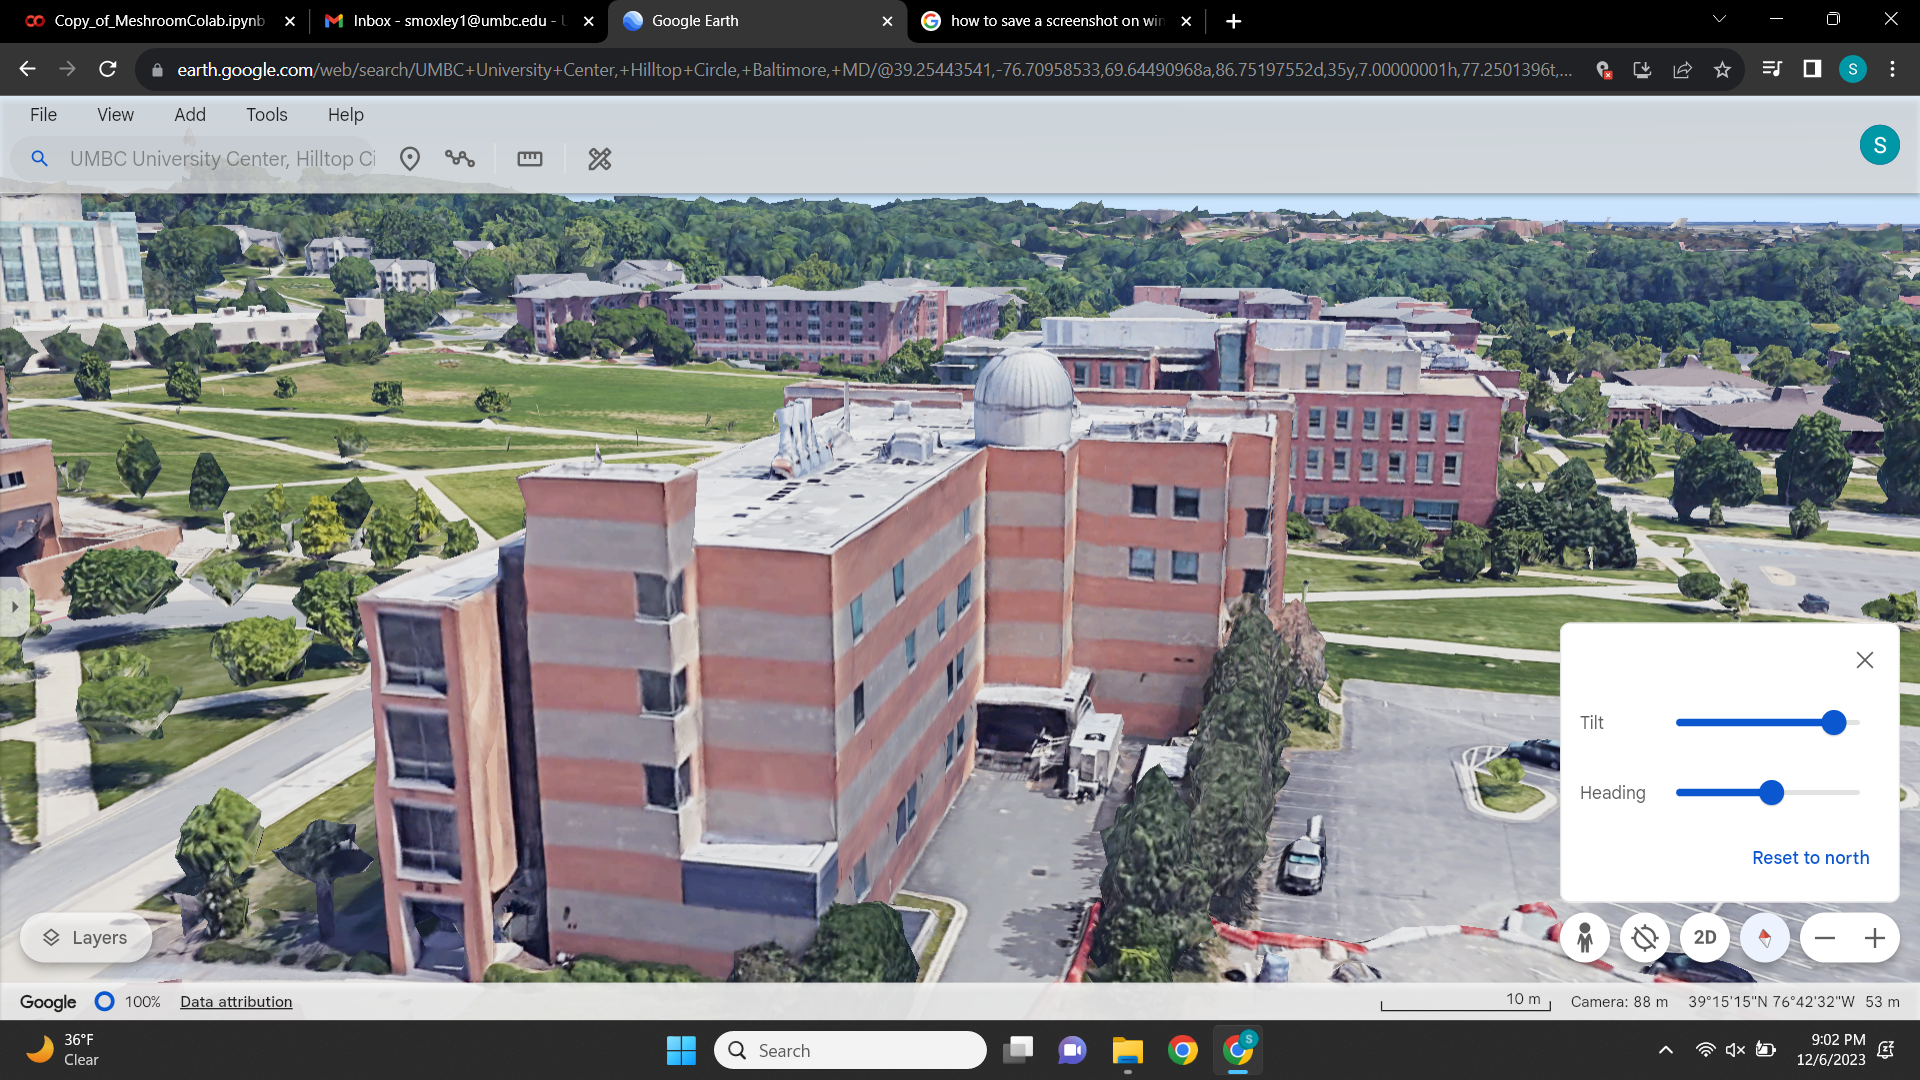 Copy_of_MeshroomColab.ipynb
Inbox - smoxley1@umbc.edu - U
Google Earth
how to save a screenshot on win
earth.google.com/web/search/UMBC+University+Center,+Hilltop+Circle,+Baltimore,+MD/@39.25443541,-76.70958533,69.64490968a,86.75197552d,35y,7.00000001h,77.2501396t,...
S
File View Add Tools Help
UMBC University Center, Hilltop Ci
S
Tilt
Heading
Reset to north
Layers
2D
Google 100% Data attribution
10 m Camera: 88 m 39°15'15"N 76°42'32"W 53 m
36°F
Clear
Search
S
9:02 PM
12/6/2023